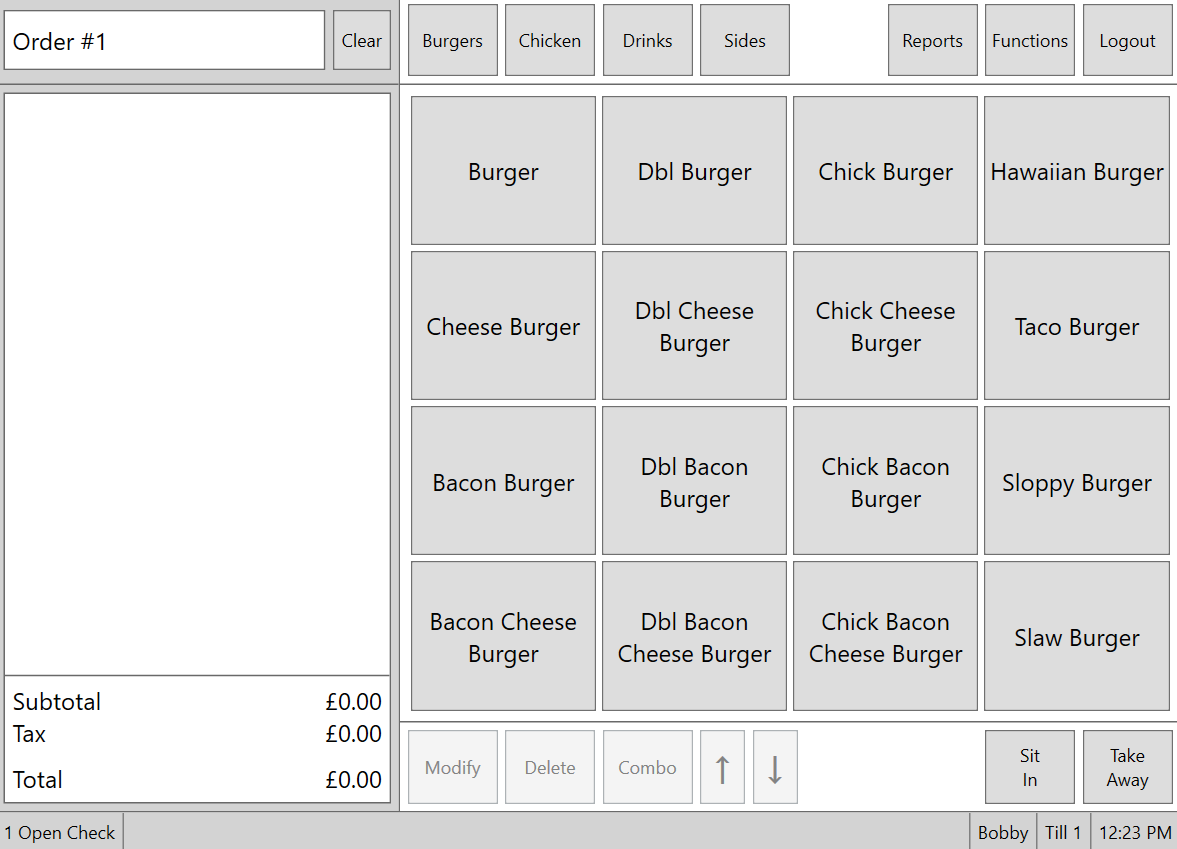 Order #1
Clear
Burgers
Chicken
Drinks
Sides
Reports
Functions
Logout
Burger
Dbl Burger
Chick Burger
Hawaiian Burger
Cheese Burger
Dbl Cheese
Burger
Chick Cheese
Burger
Taco Burger
Bacon Burger
Dbl Bacon
Burger
Chick Bacon
Burger
Sloppy Burger
Bacon Cheese
Burger
Dbl Bacon
Cheese Burger
Chick Bacon
Cheese Burger
Slaw Burger
Subtotal £0.00
Tax £0.00
Total £0.00
Modify
Delete
Combo
↑
↓
Sit
In
Take
Away
1 Open Check
Bobby
Till 1
12:23 PM